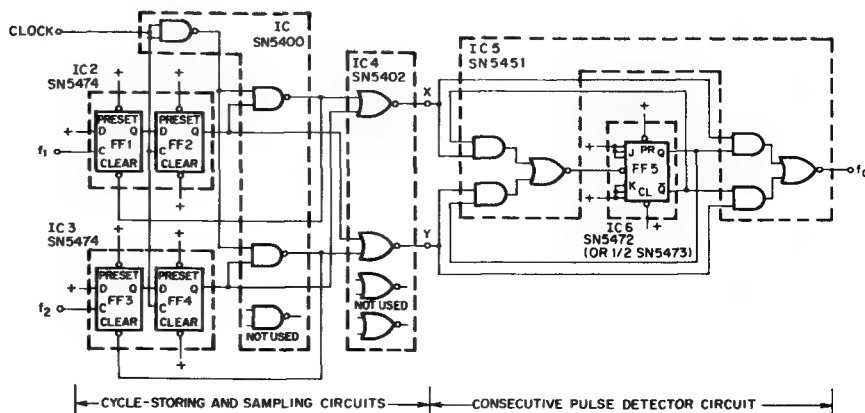 CLOCK
IC
SN5400
IC2
SN5474
IC4
SN5402
IC5
SN5451
+ +
PRESET PRESET
+ D Q D Q
FF1 FF2
f1 C C
CLEAR CLEAR
+
X
+
+ J PR Q
FF5
+ K CL Q̅
+
IC6
SN5472
(OR 1/2 SN5473)
fo
IC3
SN5474
+ +
PRESET PRESET
+ D Q D Q
FF3 FF4
f2 C C
CLEAR CLEAR
+
Y
NOT USED
NOT USED
CYCLE-STORING AND SAMPLING CIRCUITS
CONSECUTIVE PULSE DETECTOR CIRCUIT